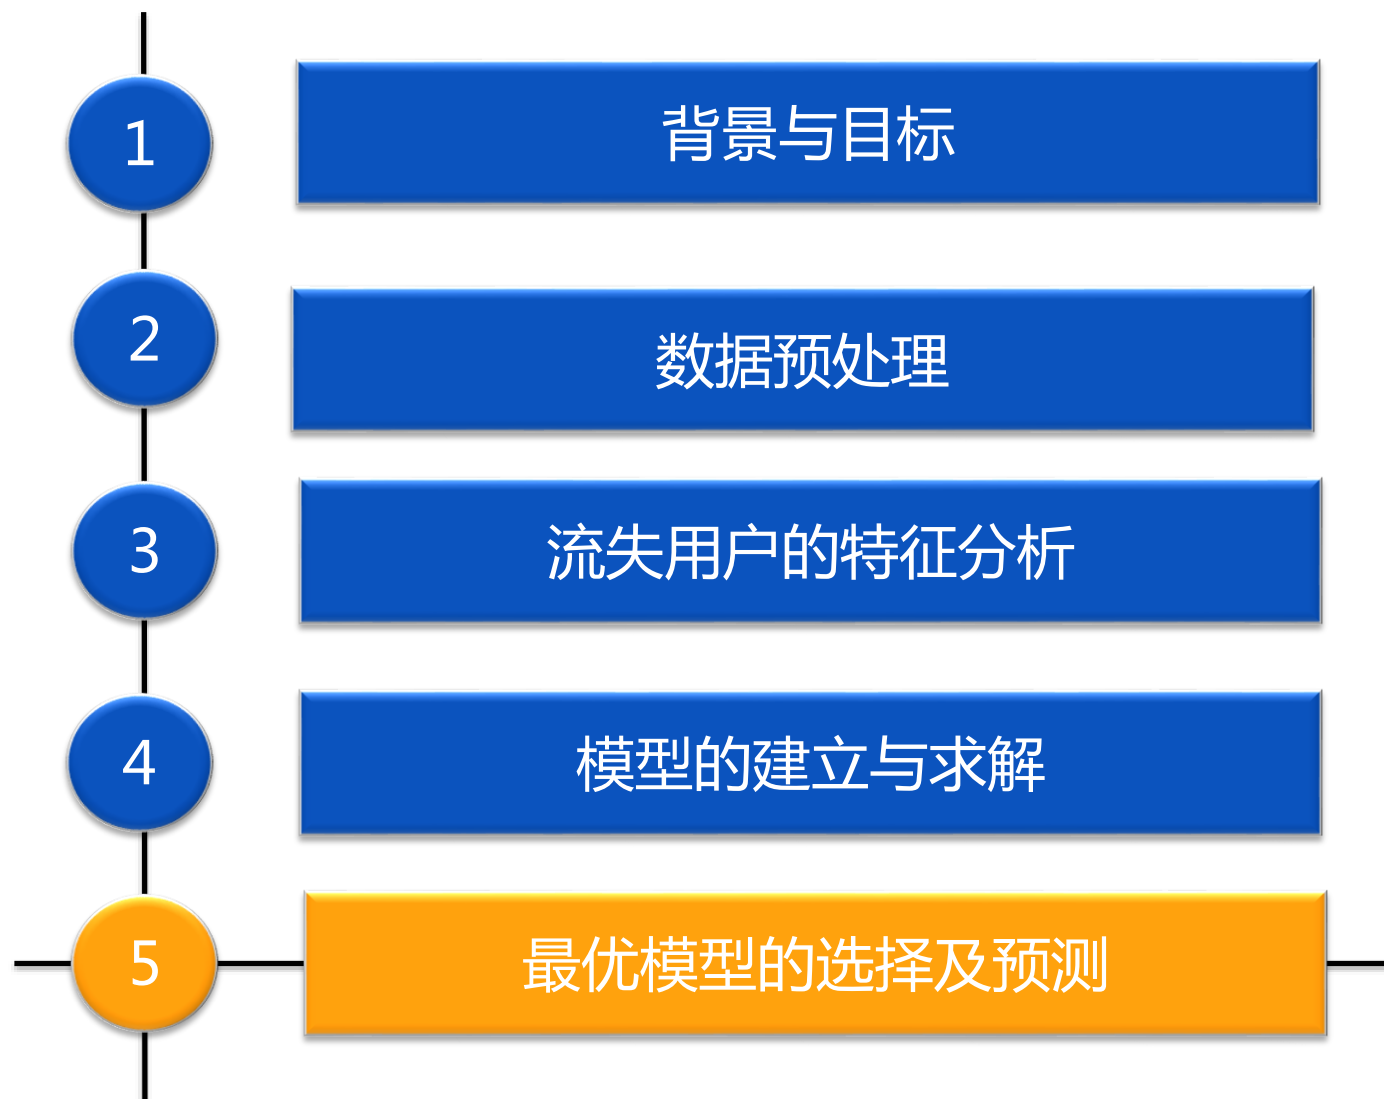 1
背景与目标
2
数据预处理
3
流失用户的特征分析
4
模型的建立与求解
5
最优模型的选择及预测